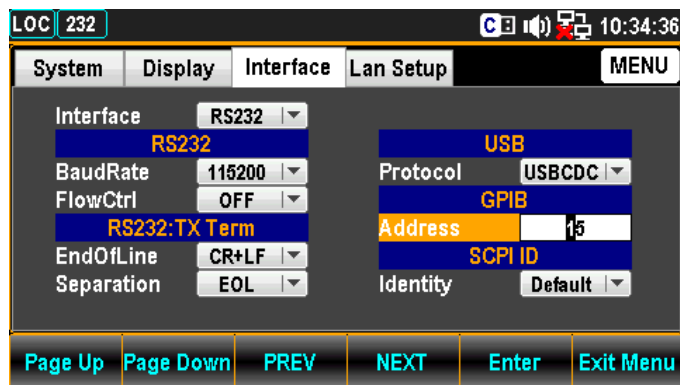 LOC 232 C 10:34:36
System Display Interface Lan Setup MENU
Interface RS232
RS232 USB
BaudRate 115200 Protocol USBCDC
FlowCtrl OFF GPIB
RS232:TX Term Address 15
EndOfLine CR+LF SCPI ID
Separation EOL Identity Default
Page Up Page Down PREV NEXT Enter Exit Menu